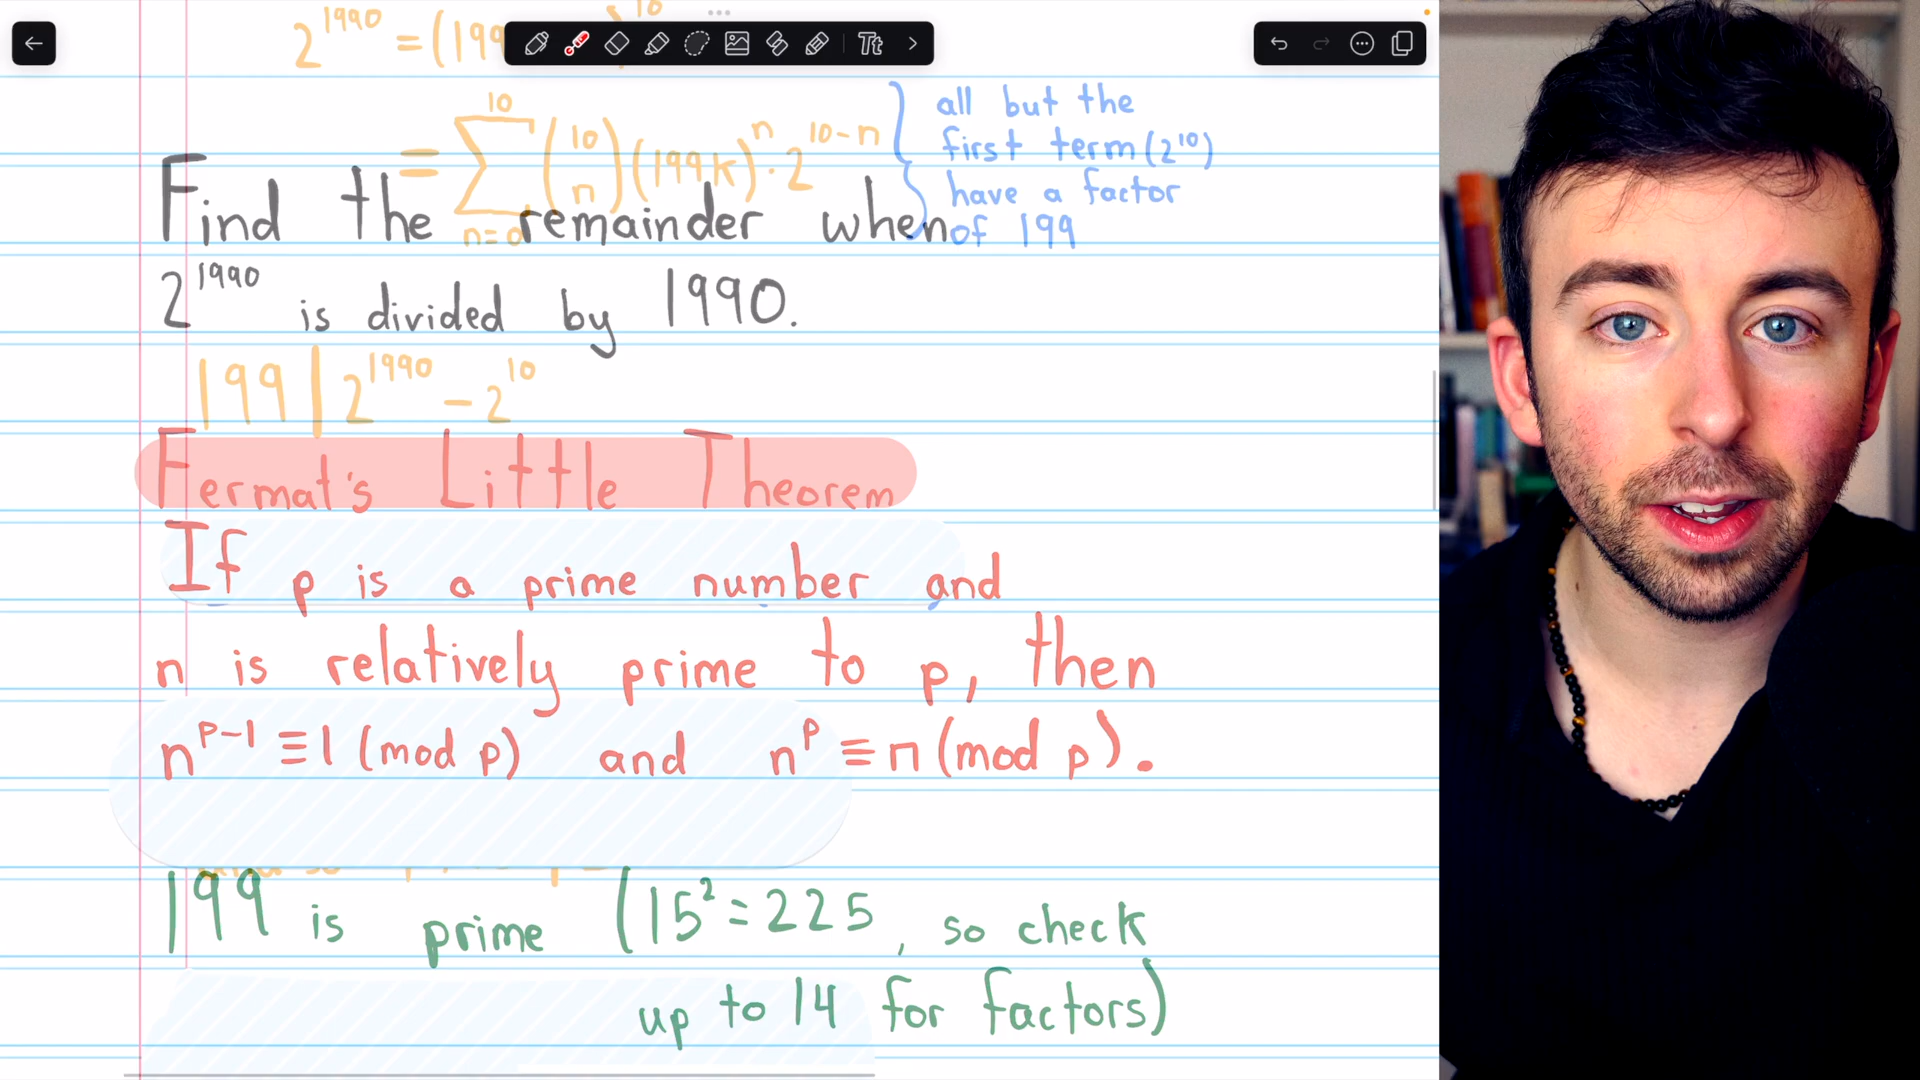 2^1990 = (199
10
= Σ (10 n) (199k)^n · 2^(10-n)
n=0
all but the
first term (2^10)
have a factor
of 199
Find the remainder when
2^1990 is divided by 1990.
199 | 2^1990 - 2^10
Fermat's Little Theorem
If p is a prime number and
n is relatively prime to p, then
n^(p-1) ≡ 1 (mod p) and n^p ≡ n (mod p).
199 is prime (15² = 225, so check
up to 14 for factors)
Tt